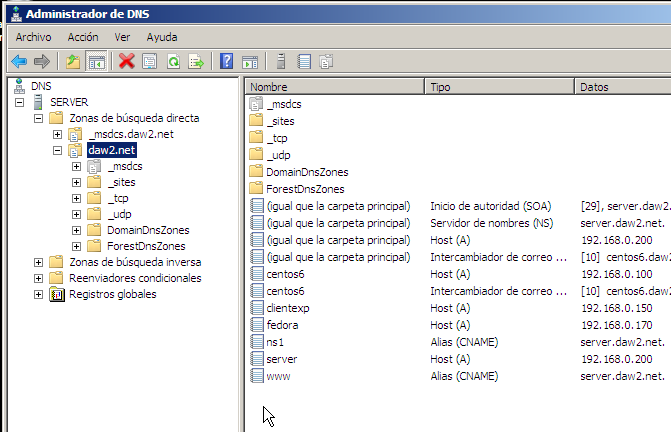 Administrador de DNS
Archivo Acción Ver Ayuda
DNS
SERVER
Zonas de búsqueda directa
_msdcs.daw2.net
daw2.net
_msdcs
_sites
_tcp
_udp
DomainDnsZones
ForestDnsZones
Zonas de búsqueda inversa
Reenviadores condicionales
Registros globales
Nombre Tipo Datos
_msdcs
_sites
_tcp
_udp
DomainDnsZones
ForestDnsZones
(igual que la carpeta principal) Inicio de autoridad (SOA) [29], server.daw2.net.
(igual que la carpeta principal) Servidor de nombres (NS) server.daw2.net.
(igual que la carpeta principal) Host (A) 192.168.0.200
(igual que la carpeta principal) Intercambiador de correo ... [10] centos6.daw2
centos6 Host (A) 192.168.0.100
centos6 Intercambiador de correo ... [10] centos6.daw2
clientexp Host (A) 192.168.0.150
fedora Host (A) 192.168.0.170
ns1 Alias (CNAME) server.daw2.net.
server Host (A) 192.168.0.200
www Alias (CNAME) server.daw2.net.